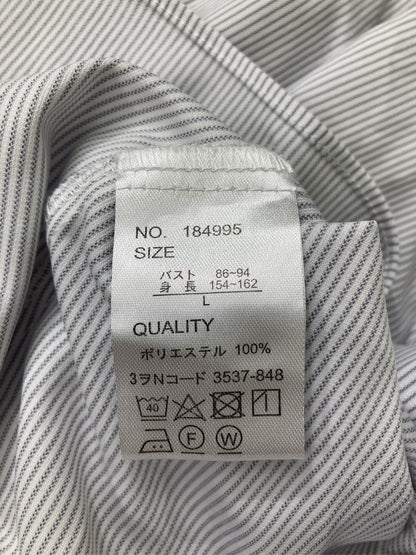 NO. 184995
SIZE
バスト 86~94
身 長 154~162
L
QUALITY
ポリエステル 100%
3ヲNコード 3537-848
40
F W